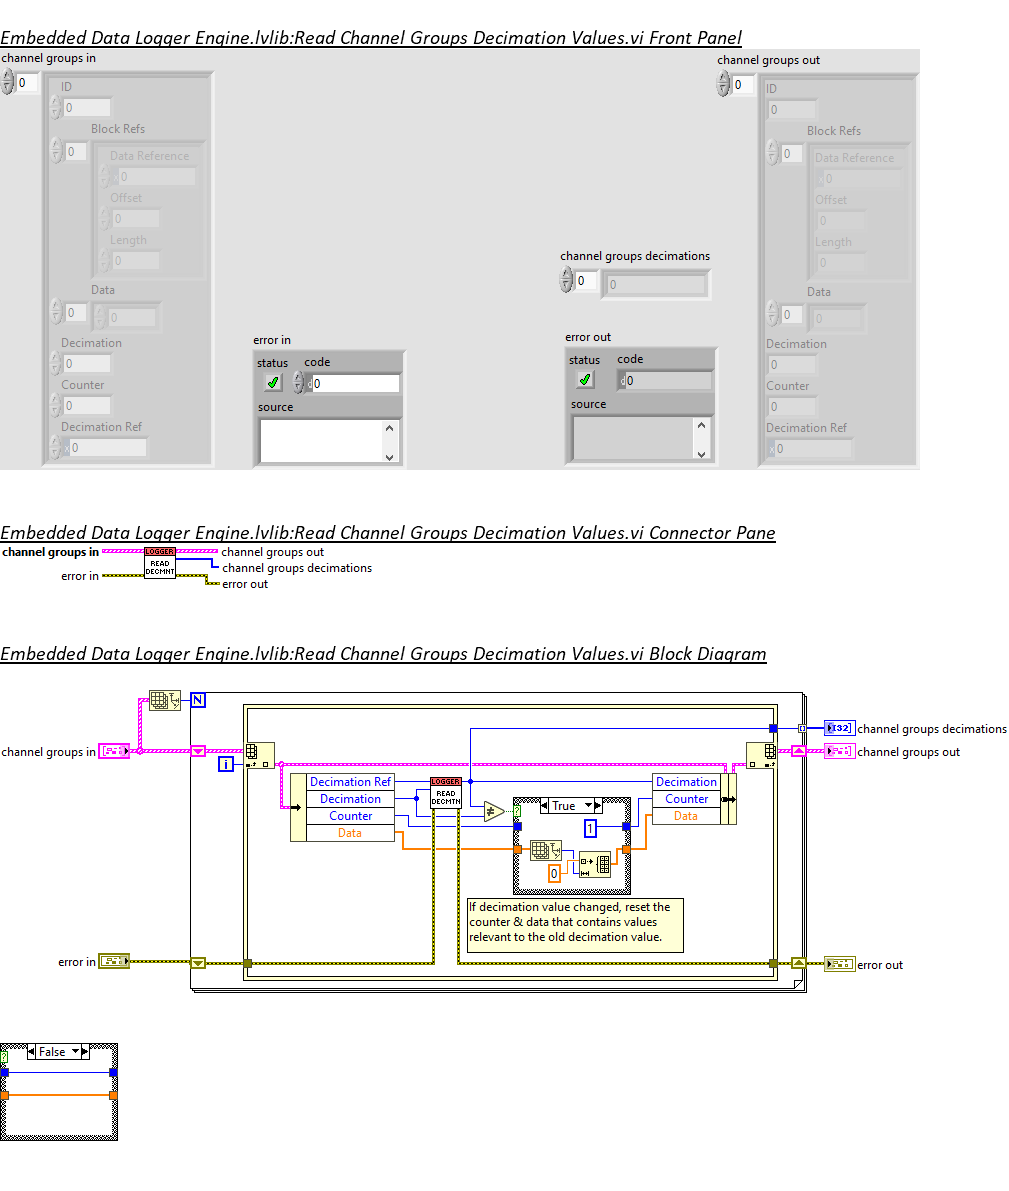 Embedded Data Logger Engine.lvlib:Read Channel Groups Decimation Values.vi Front Panel
channel groups in
0
ID
0
Block Refs
0
Data Reference
x0
Offset
0
Length
0
Data
0
0
Decimation
0
Counter
0
Decimation Ref
x0
error in
status
code
d0
source
channel groups decimations
0
0
error out
status
code
d0
source
channel groups out
0
ID
0
Block Refs
0
Data Reference
x0
Offset
0
Length
0
Data
0
0
Decimation
0
Counter
0
Decimation Ref
x0
Embedded Data Logger Engine.lvlib:Read Channel Groups Decimation Values.vi Connector Pane
channel groups in
error in
LOGGER
READ
DECMNT
channel groups out
channel groups decimations
error out
Embedded Data Logger Engine.lvlib:Read Channel Groups Decimation Values.vi Block Diagram
N
channel groups in
i
Decimation Ref
Decimation
Counter
Data
LOGGER
READ
DECMTN
≠
?
True
1
0
Decimation
Counter
Data
I32
channel groups decimations
channel groups out
If decimation value changed, reset the
counter & data that contains values
relevant to the old decimation value.
error in
error out
?
False